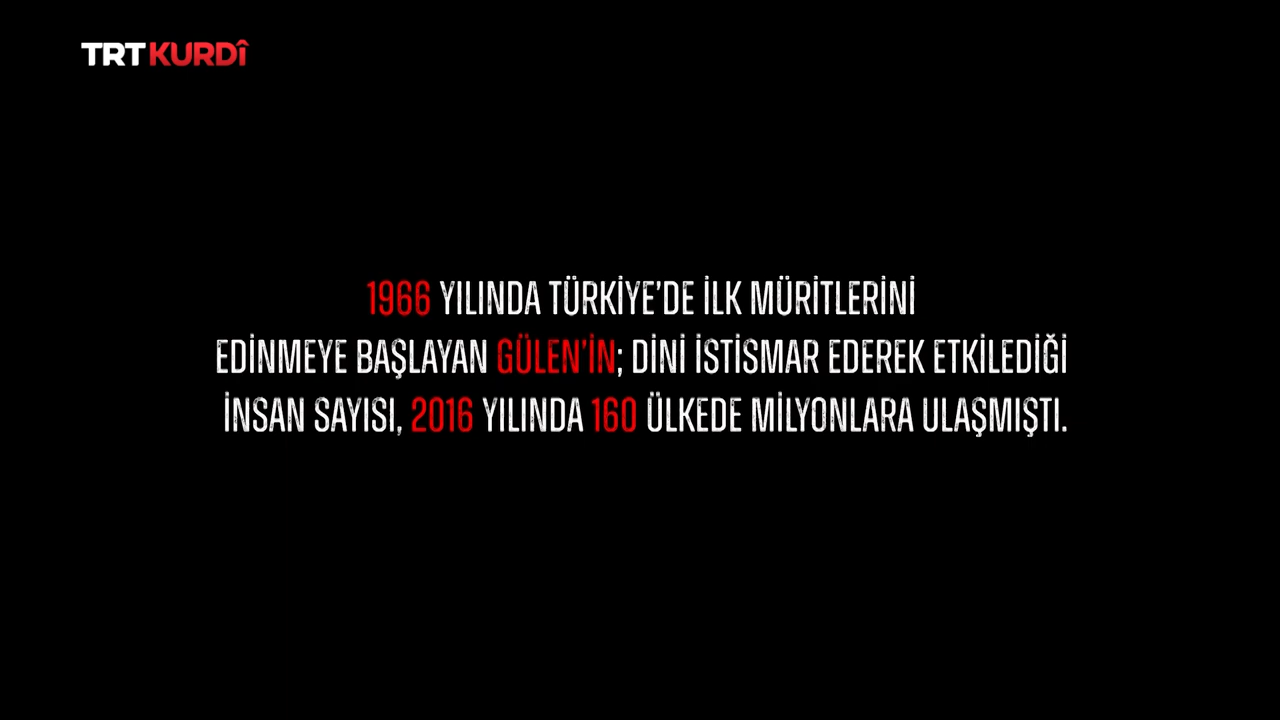 TRT KURDÎ
1966 YILINDA TÜRKİYE'DE İLK MÜRİTLERİNİ
EDİNMEYE BAŞLAYAN GÜLEN'İN; DİNİ İSTİSMAR EDEREK ETKİLEDİĞİ
İNSAN SAYISI, 2016 YILINDA 160 ÜLKEDE MİLYONLARA ULAŞMIŞTI.